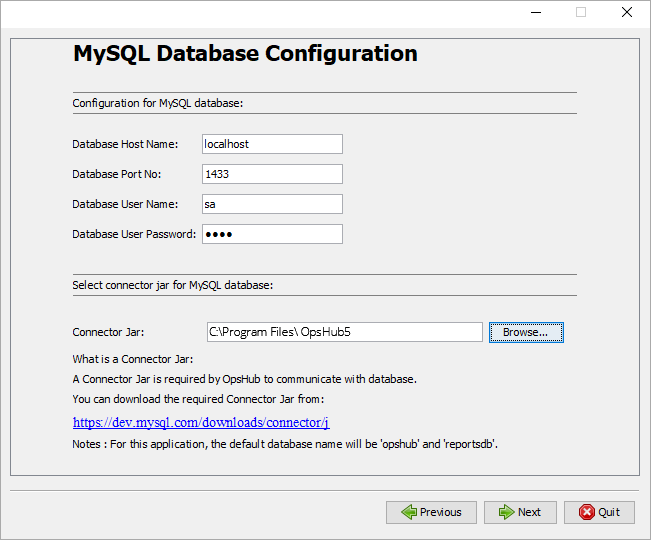 MySQL Database Configuration
Configuration for MySQL database:
Database Host Name: localhost
Database Port No: 1433
Database User Name: sa
Database User Password: ●●●●
Select connector jar for MySQL database:
Connector Jar: C:\Program Files\ OpsHub5 Browse...
What is a Connector Jar:
A Connector Jar is required by OpsHub to communicate with database.
You can download the required Connector Jar from:
https://dev.mysql.com/downloads/connector/j
Notes : For this application, the default database name will be 'opshub' and 'reportsdb'.
Previous Next Quit